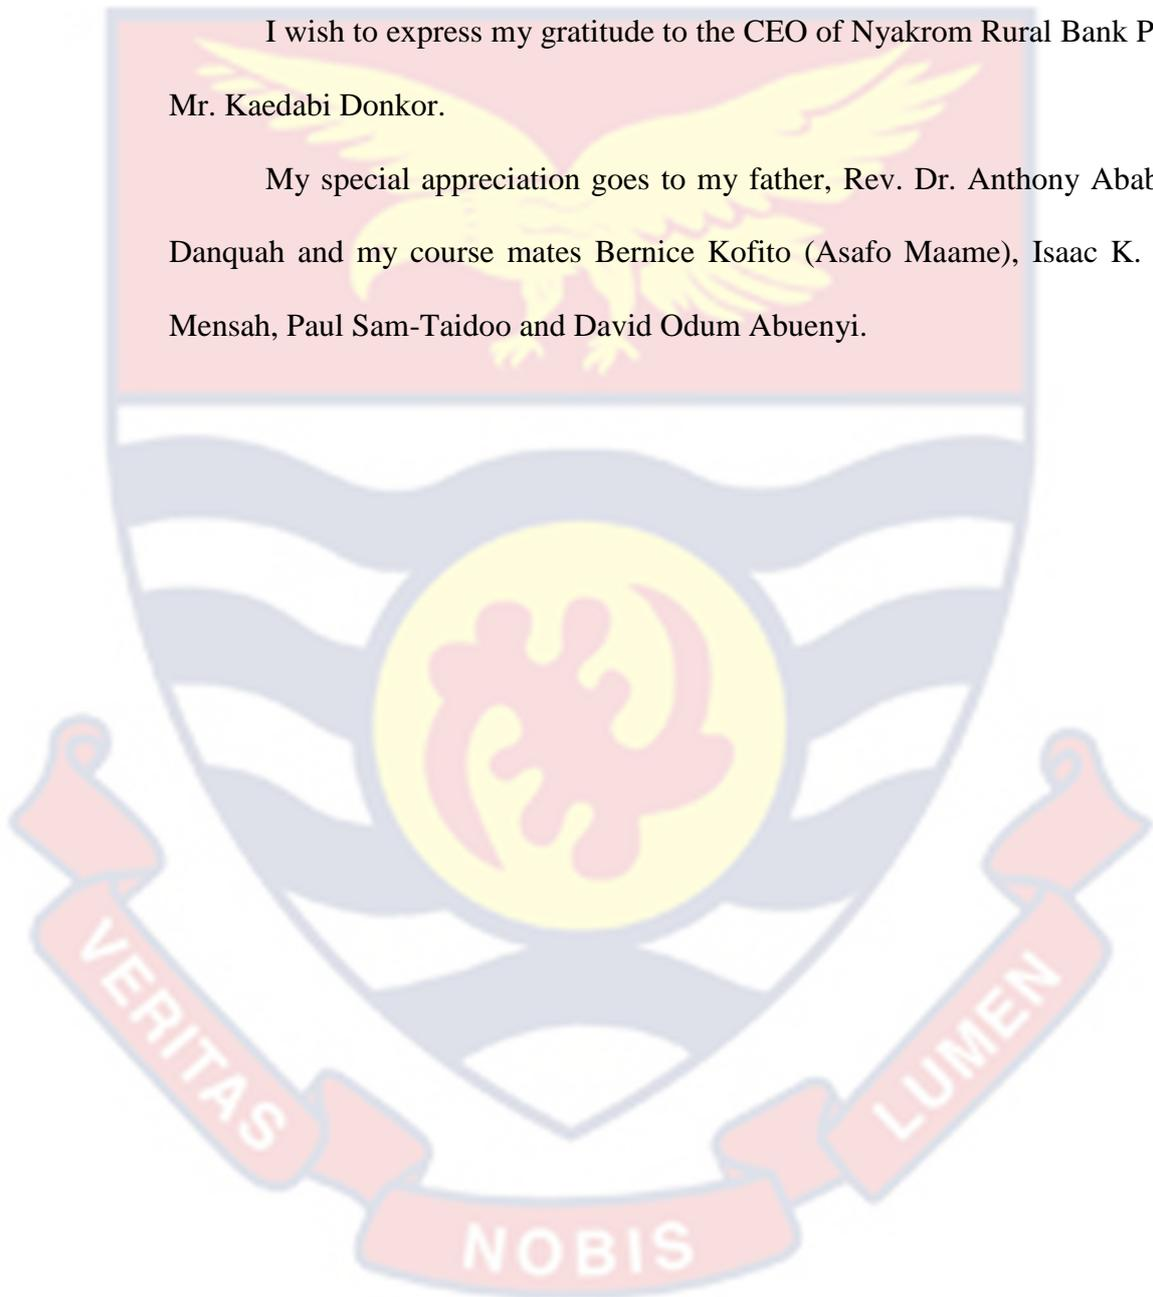 I wish to express my gratitude to the CEO of Nyakrom Rural Bank
Mr. Kaedabi Donkor.
My special appreciation goes to my father, Rev. Dr. Anthony
Danquah and my course mates Bernice Kofito (Asafo Maame), Isaac K.
Mensah, Paul Sam-Taidoo and David Odum Abuenyi.
VERITAS
NOBIS
LUMEN